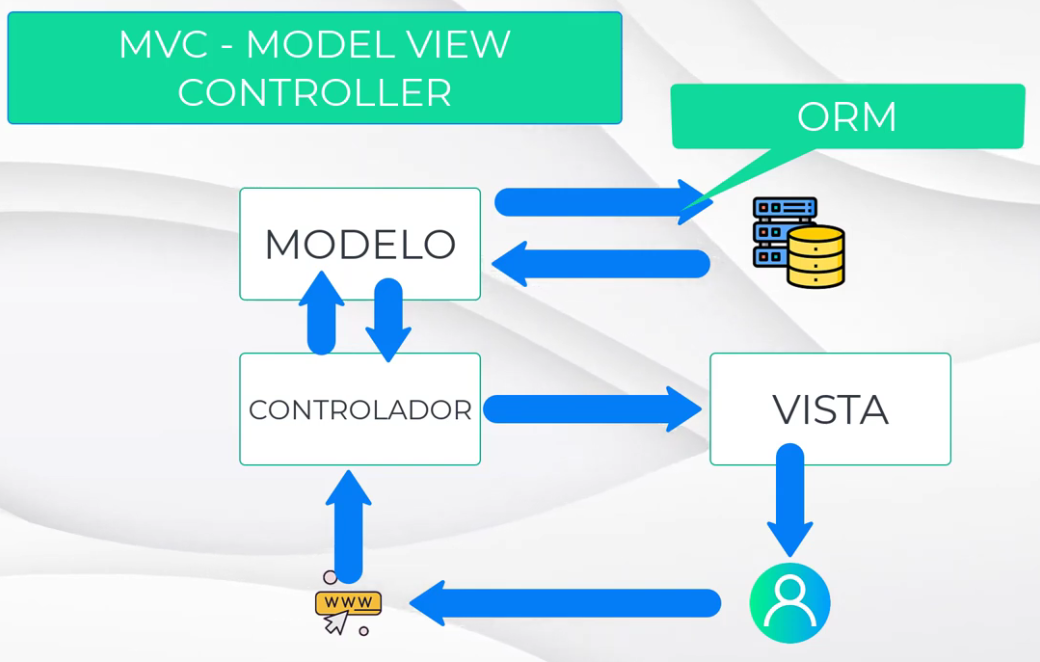 MVC - MODEL VIEW
CONTROLLER
ORM
MODELO
CONTROLADOR
VISTA
WWW